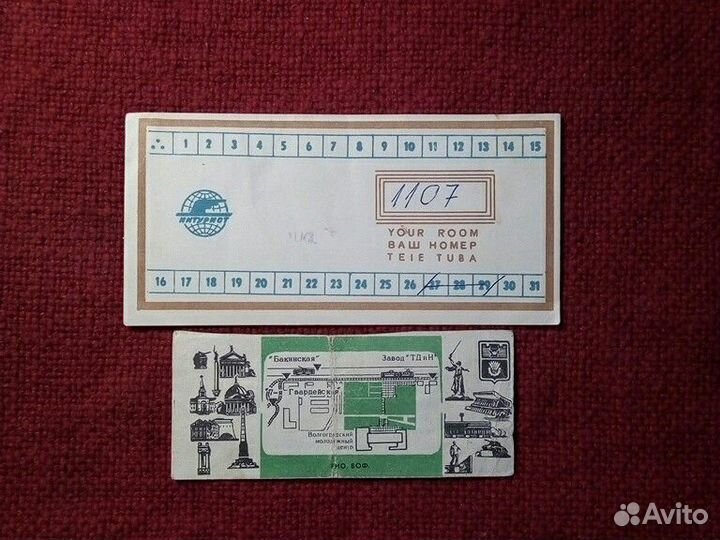 ∴ 1 2 3 4 5 6 7 8 9 10 11 12 13 14 15
ИНТУРИСТ
1107
YOUR ROOM
ВАШ НОМЕР
TEIE TUBA
16 17 18 19 20 21 22 23 24 25 26 27 28 29 30 31
"Бакинская"
Завод "ТДиН"
"Гвардейская"
Волгоградский
молодежный
центр
РИО, ВОФ.
Avito